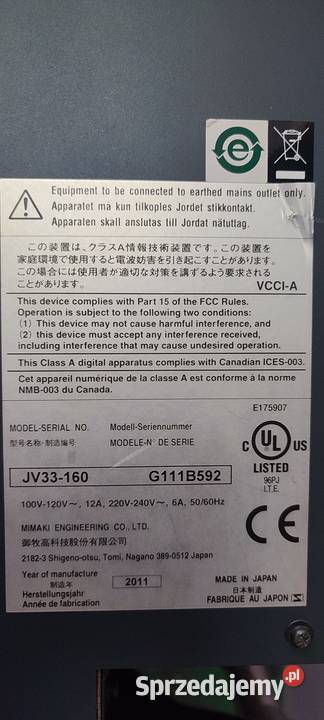 e
Equipment to be connected to earthed mains outlet only.
Apparatet må kun tilkoples Jordet stikkontakt.
Apparaten skall anslutas till Jordat nätuttag.
この装置は、クラスA情報技術装置です。この装置を
家庭環境で使用すると電波妨害を引き起こすことがあります。
この場合には使用者が適切な対策を講ずるよう要求される
ことがあります。
VCCI-A
This device complies with Part 15 of the FCC Rules.
Operation is subject to the following two conditions:
(1) This device may not cause harmful interference, and
(2) this device must accept any interference received,
including interference that may cause undesired operation.
This Class A digital apparatus complies with Canadian ICES-003.
Cet apparei numérique de la classe A est conforme à la norme
NMB-003 du Canada.
E175907
MODEL-SERIAL NO.
Modell-Seriennummer
型号名称·制造编号
MODELE-N° DE SERIE
C UL US
LISTED
96PJ
I.T.E.
JV33-160 G111B592
100V-120V~, 12A, 220V-240V~, 6A, 50/60Hz
MIMAKI ENGINEERING CO., LTD.
御牧高科技股份有限公司
2182-3 Shigeno-otsu, Tomi, Nagano 389-0512 Japan
CE
Year of manufacture
制造年
Herstellungsjahr
Année de fabrication
2011
MADE IN JAPAN
日本制造
FABRIQUE AU JAPON S
Sprzedajemy.pl